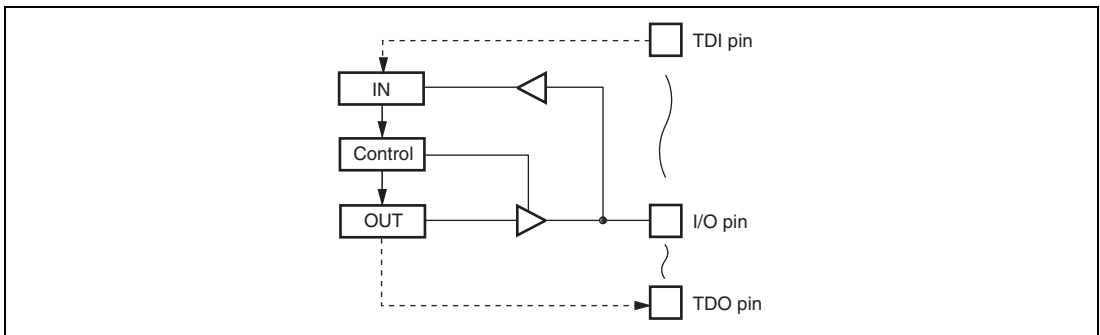 TDI pin
IN
Control
OUT
I/O pin
TDO pin